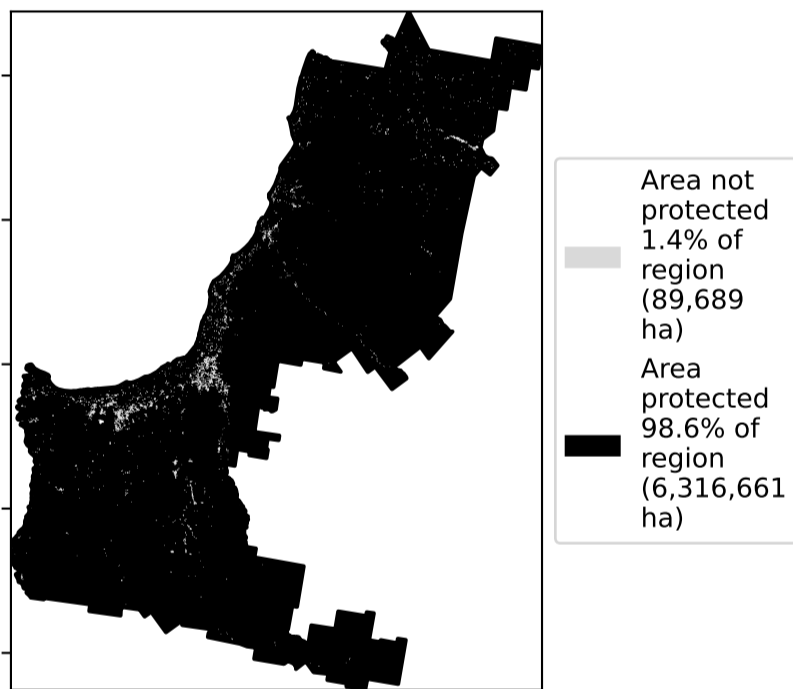 Area not
protected
1.4% of
region
(89,689
ha)
Area
protected
98.6% of
region
(6,316,661
ha)